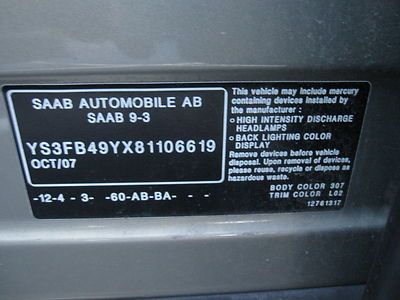 SAAB AUTOMOBILE AB
SAAB 9-3
YS3FB49YX81106619
OCT/07
-12-4 - 3- -60-AB-BA- - -
This vehicle may include mercury
containing devices installed by
the manufacturer :
○ HIGH INTENSITY DISCHARGE
HEADLAMPS
○ BACK LIGHTING COLOR
DISPLAY
Remove devices before vehicle
disposal. Upon removal of devices,
please reuse, recycle or dispose as
hazardous waste.
BODY COLOR 307
TRIM COLOR L02
12761317